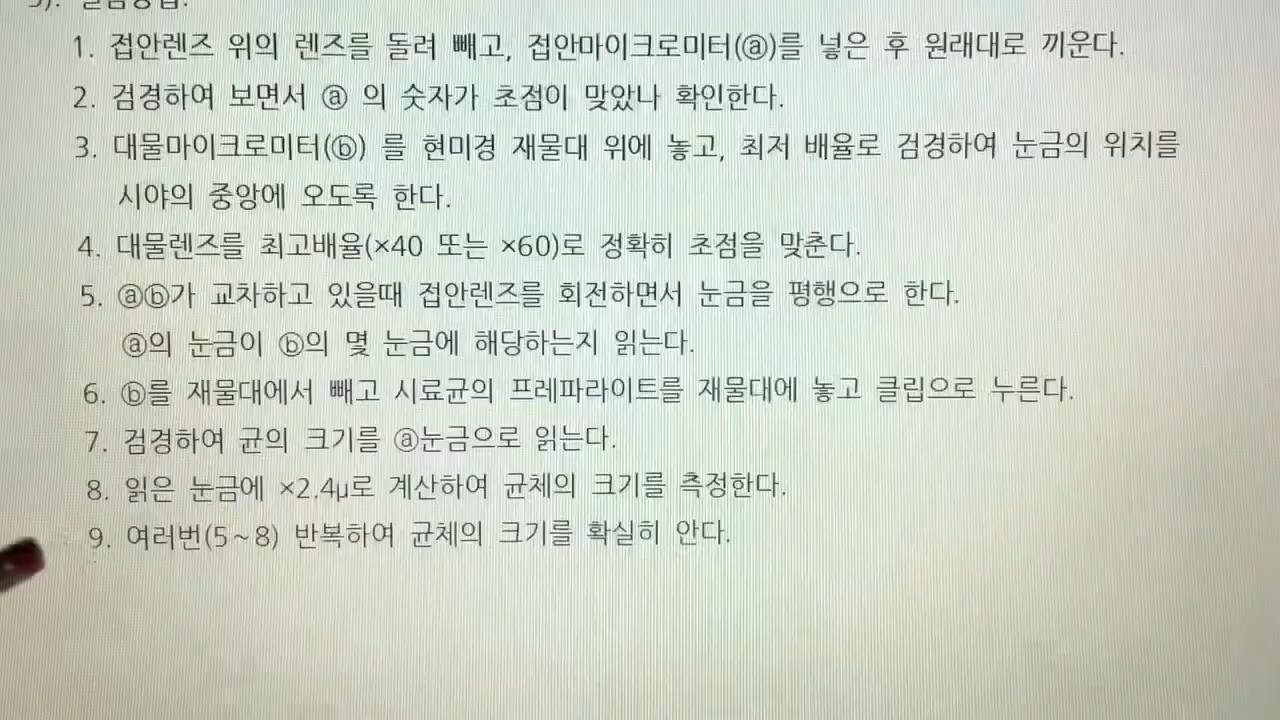 1. 접안렌즈 위의 렌즈를 돌려 빼고, 접안마이크로미터(ⓐ)를 넣은 후 원래대로 끼운다.
2. 검경하여 보면서 ⓐ 의 숫자가 초점이 맞았나 확인한다.
3. 대물마이크로미터(ⓑ) 를 현미경 재물대 위에 놓고, 최저 배율로 검경하여 눈금의 위치를
시야의 중앙에 오도록 한다.
4. 대물렌즈를 최고배율(×40 또는 ×60)로 정확히 초점을 맞춘다.
5. ⓐⓑ가 교차하고 있을때 접안렌즈를 회전하면서 눈금을 평행으로 한다.
ⓐ의 눈금이 ⓑ의 몇 눈금에 해당하는지 읽는다.
6. ⓑ를 재물대에서 빼고 시료균의 프레파라이트를 재물대에 놓고 클립으로 누른다.
7. 검경하여 균의 크기를 ⓐ눈금으로 읽는다.
8. 읽은 눈금에 ×2.4μ로 계산하여 균체의 크기를 측정한다.
9. 여러번(5~8) 반복하여 균체의 크기를 확실히 안다.